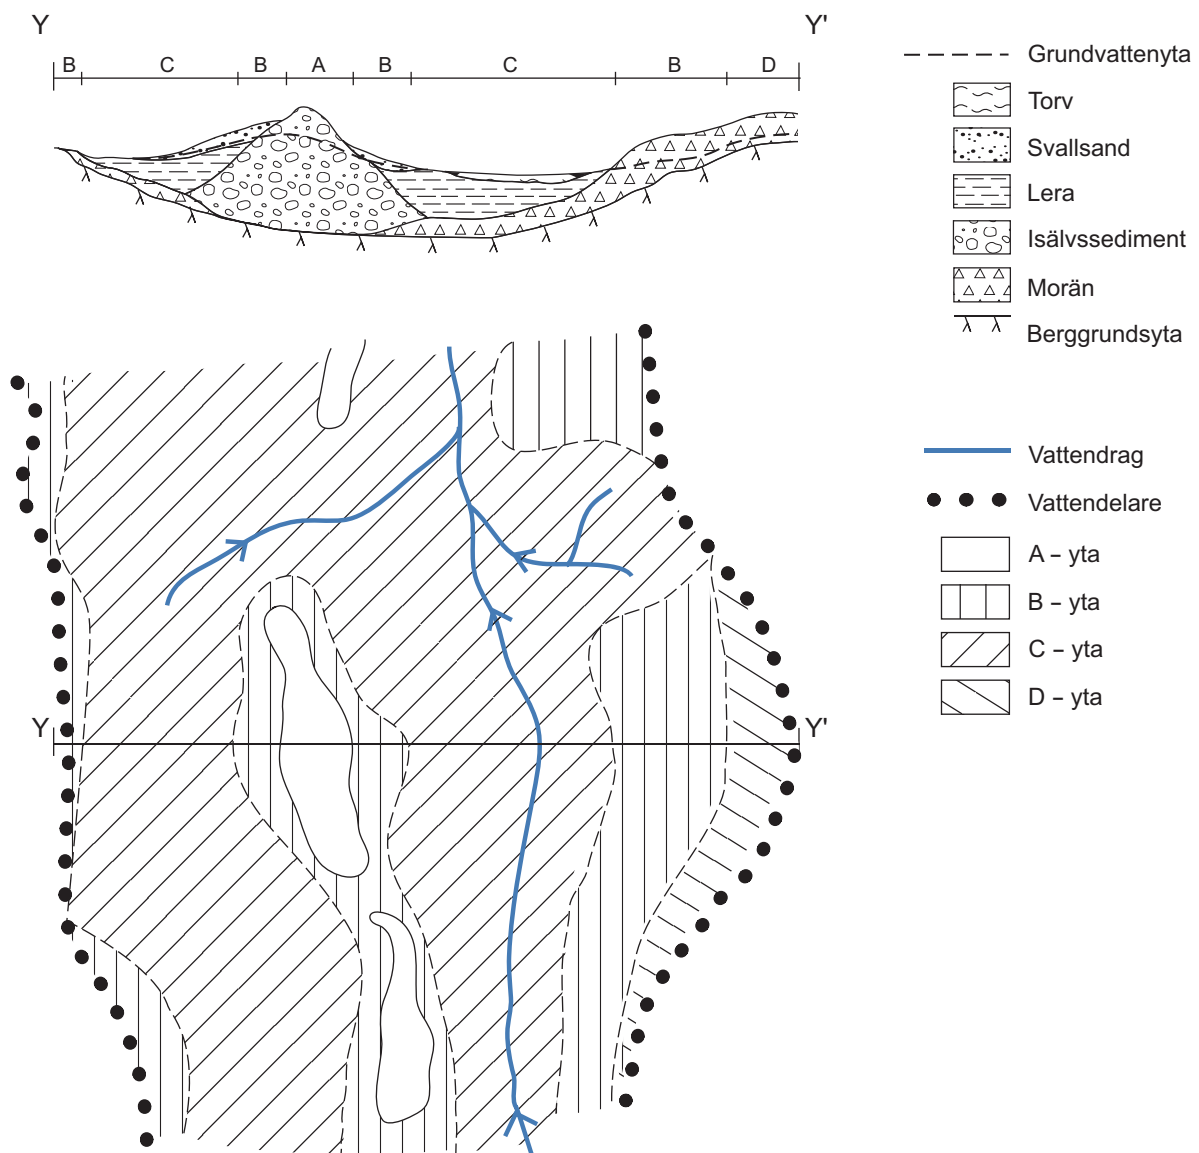 Y Y'
B C B A B C B D
Grundvattenyta
Torv
Svallsand
Lera
Isälvssediment
Morän
Berggrundsyta
Vattendrag
Vattendelare
A – yta
B – yta
C – yta
D – yta
Y Y'